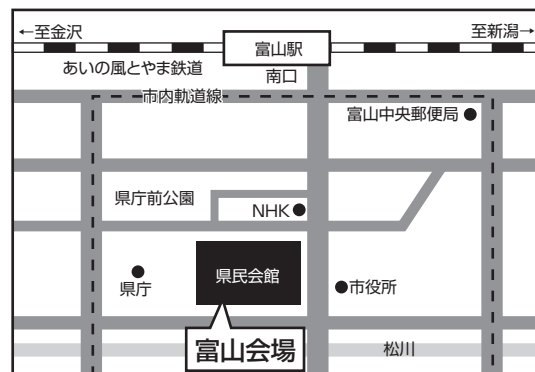 ←至金沢
至新潟→
富山駅
あいの風とやま鉄道
南口
市内軌道線
富山中央郵便局
県庁前公園
NHK
県民会館
県庁
市役所
富山会場
松川